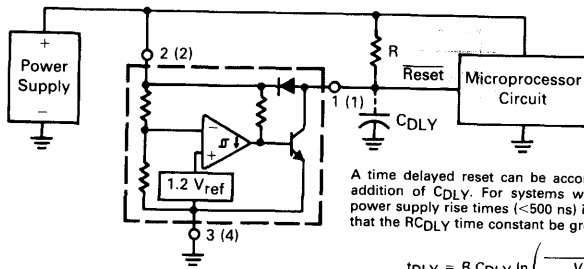 Power
Supply
+
−
2 (2)
R
Reset
1 (1)
CDLY
Microprocessor
Circuit
−
+
1.2 Vref
3 (4)
A time delayed reset can be accor
addition of CDLY. For systems w
power supply rise times (<500 ns) i
that the RCDLY time constant be gr
tDLY = R CDLY ln ( V